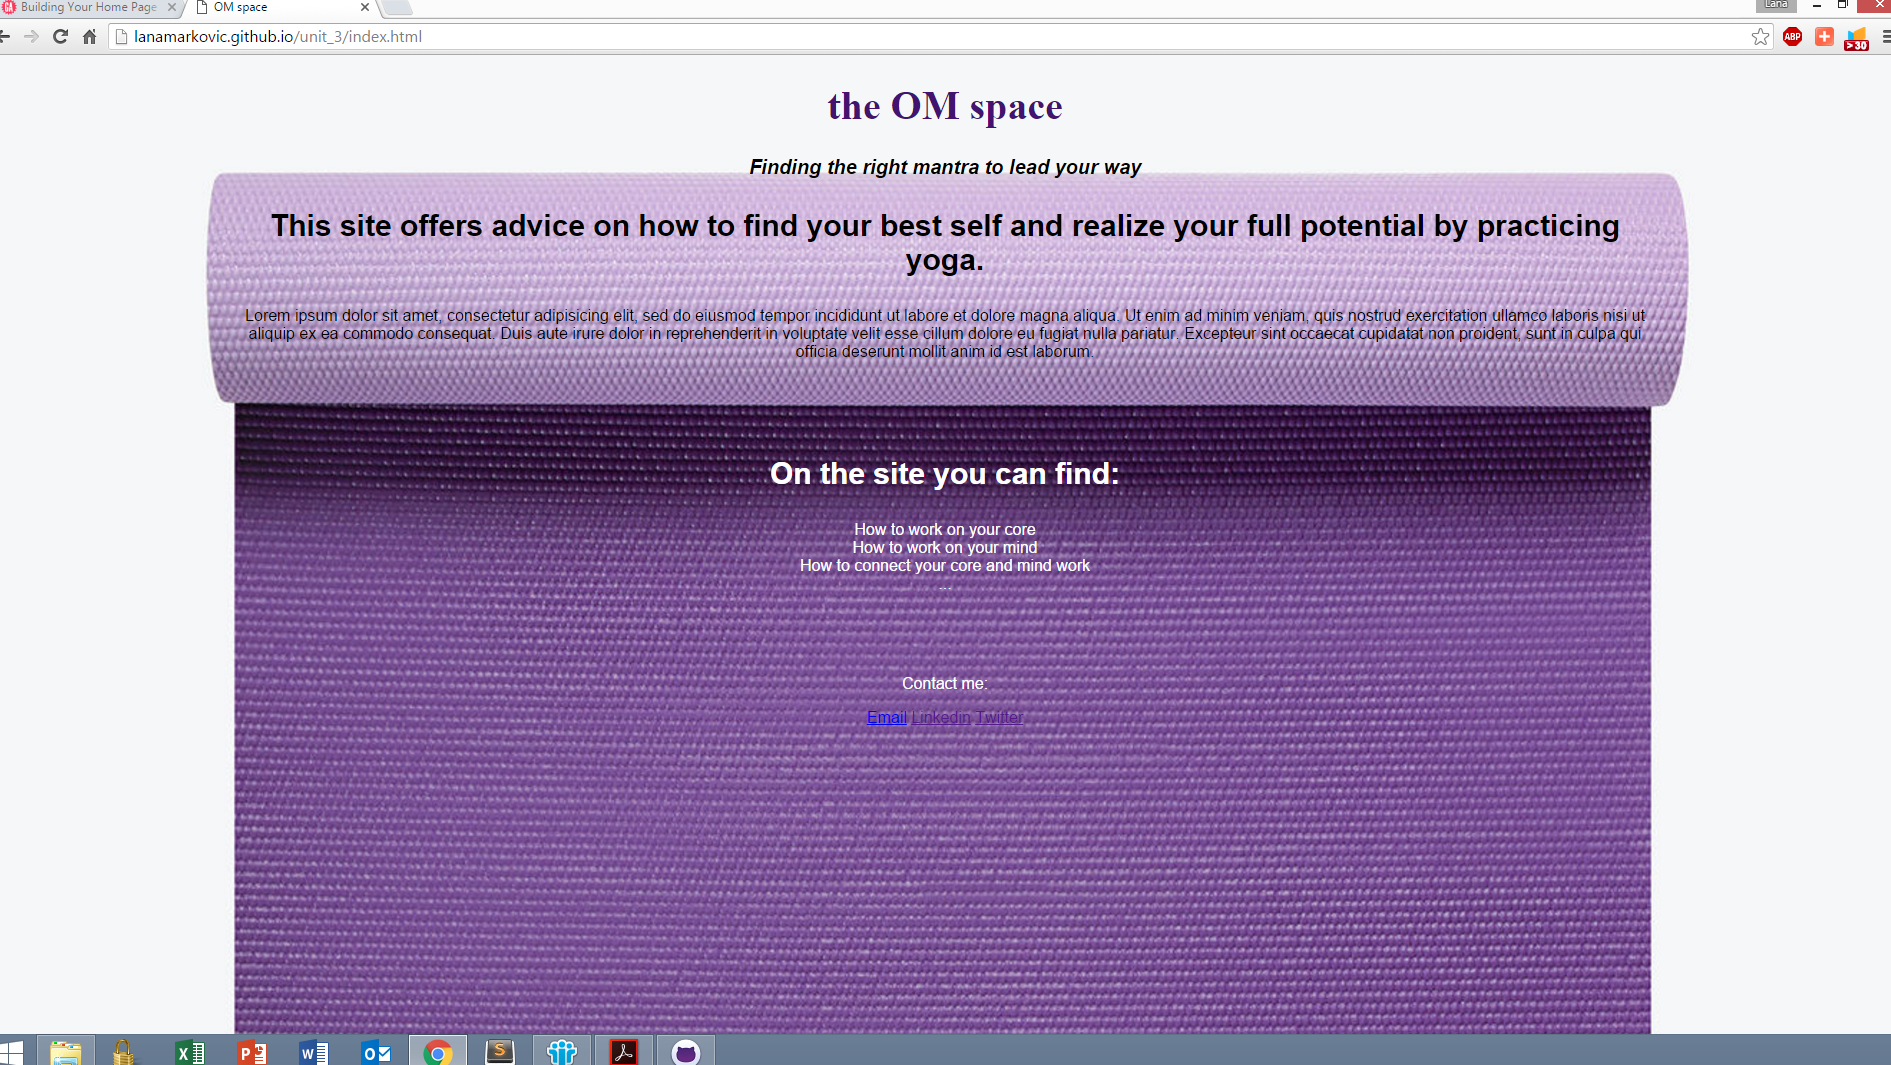 Building Your Home Page
OM space
Lana
lanamarkovic.github.io/unit_3/index.html
ABP
>30
the OM space
Finding the right mantra to lead your way
This site offers advice on how to find your best self and realize your full potential by practicing
yoga.
Lorem ipsum dolor sit amet, consectetur adipisicing elit, sed do eiusmod tempor incididunt ut labore et dolore magna aliqua. Ut enim ad minim veniam, quis nostrud exercitation ullamco laboris nisi ut
aliquip ex ea commodo consequat. Duis aute irure dolor in reprehenderit in voluptate velit esse cillum dolore eu fugiat nulla pariatur. Excepteur sint occaecat cupidatat non proident, sunt in culpa qui
officia deserunt mollit anim id est laborum.
On the site you can find:
How to work on your core
How to work on your mind
How to connect your core and mind work
---
Contact me:
Email Linkedin Twitter